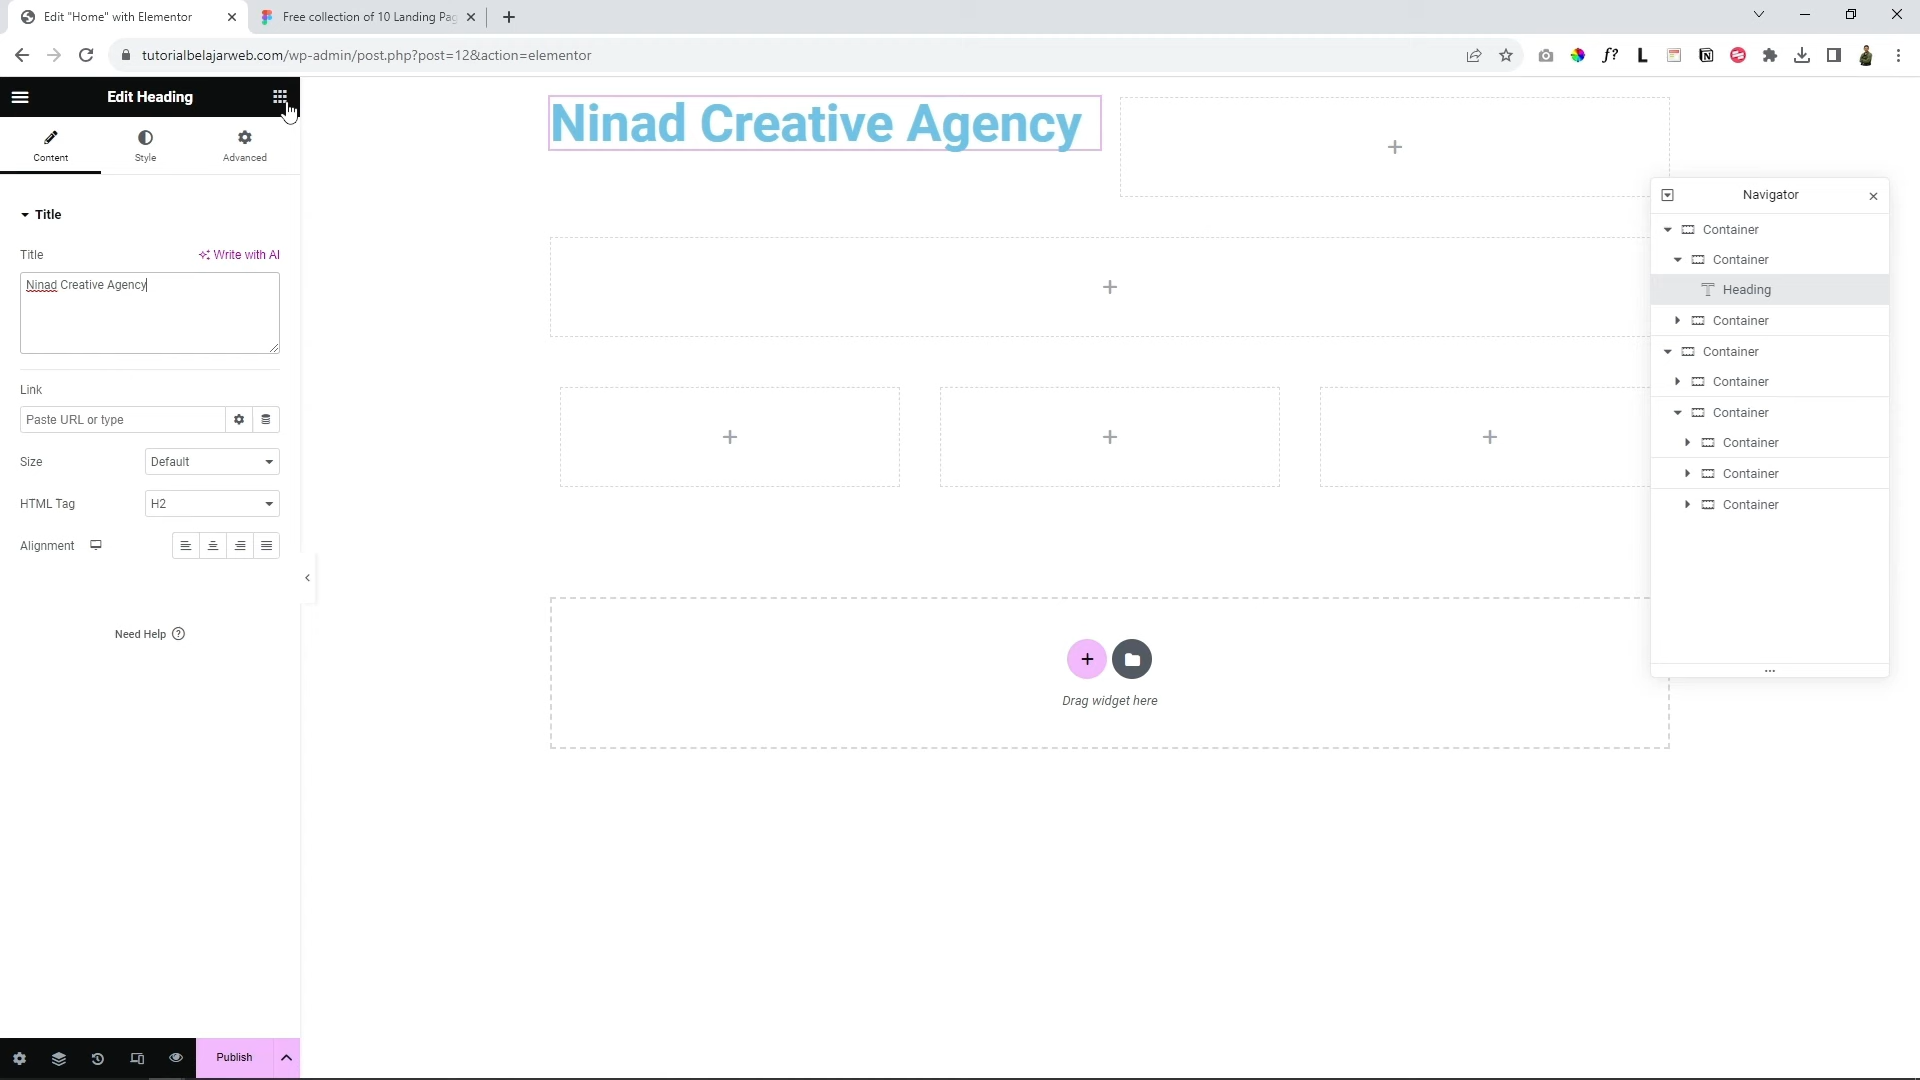 Edit "Home" with Elementor
Free collection of 10 Landing Pag
tutorialbelajarweb.com/wp-admin/post.php?post=12&action=elementor
Edit Heading
Content
Style
Advanced
Title
Title
Write with AI
Ninad Creative Agency
Link
Paste URL or type
Size
Default
HTML Tag
H2
Alignment
Need Help
Publish
Ninad Creative Agency
Drag widget here
Navigator
Container
Container
Heading
Container
Container
Container
Container
Container
Container
Container